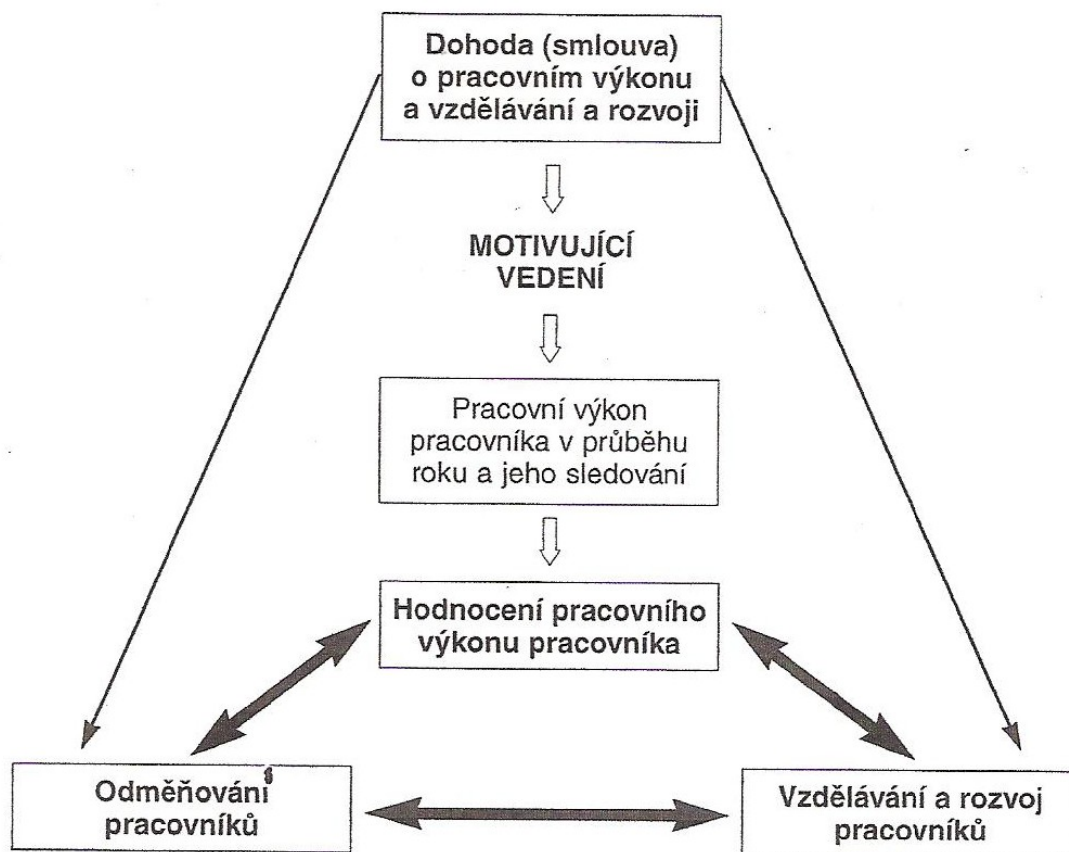 Dohoda (smlouva)
o pracovním výkonu
a vzdělávání a rozvoji
MOTIVUJÍCÍ
VEDENÍ
Pracovní výkon
pracovníka v průběhu
roku a jeho sledování
Hodnocení pracovního
výkonu pracovníka
Odměňování
pracovníků
Vzdělávání a rozvoj
pracovníků